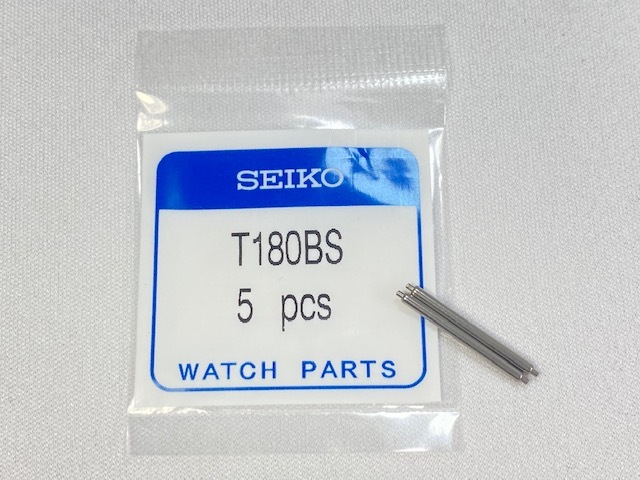 SEIKO
T180BS
5 pcs
WATCH PARTS